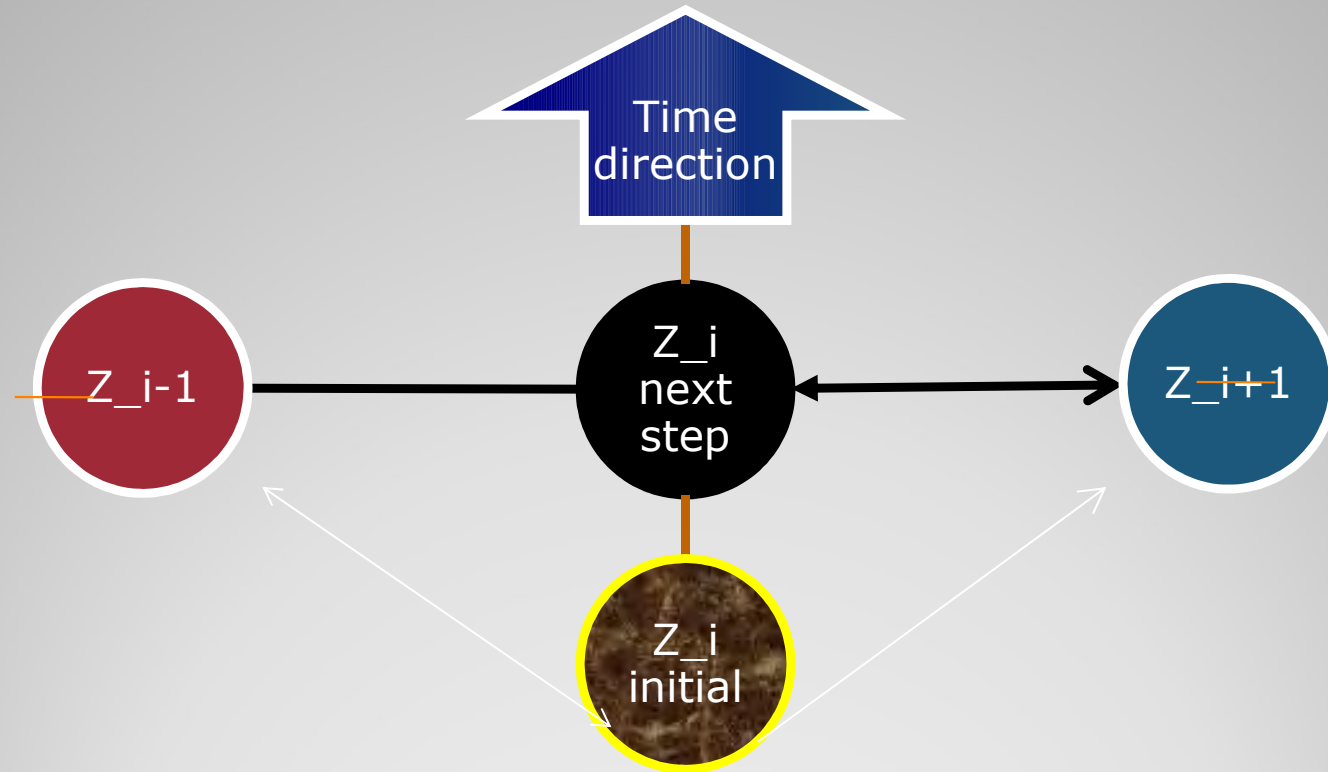 Time
direction
Z_i-1
Z_i
next
step
Z_i+1
Z_i
initial